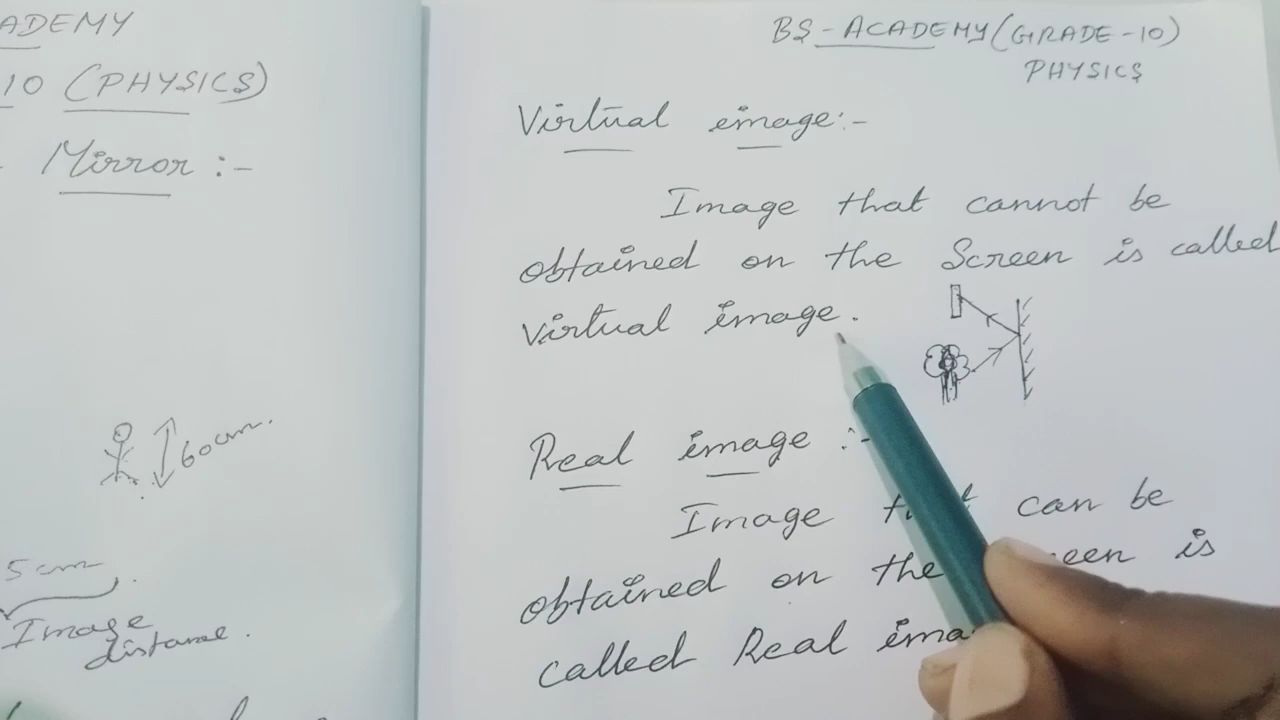 ADEMY
10 (PHYSICS)
Mirror :-
60cm.
5cm
Image
distance.
BS - ACADEMY (GRADE - 10)
PHYSICS
Virtual image:-
Image that cannot be
obtained on the Screen is called
virtual image.
Real image :-
Image can be
obtained on the is
called Real